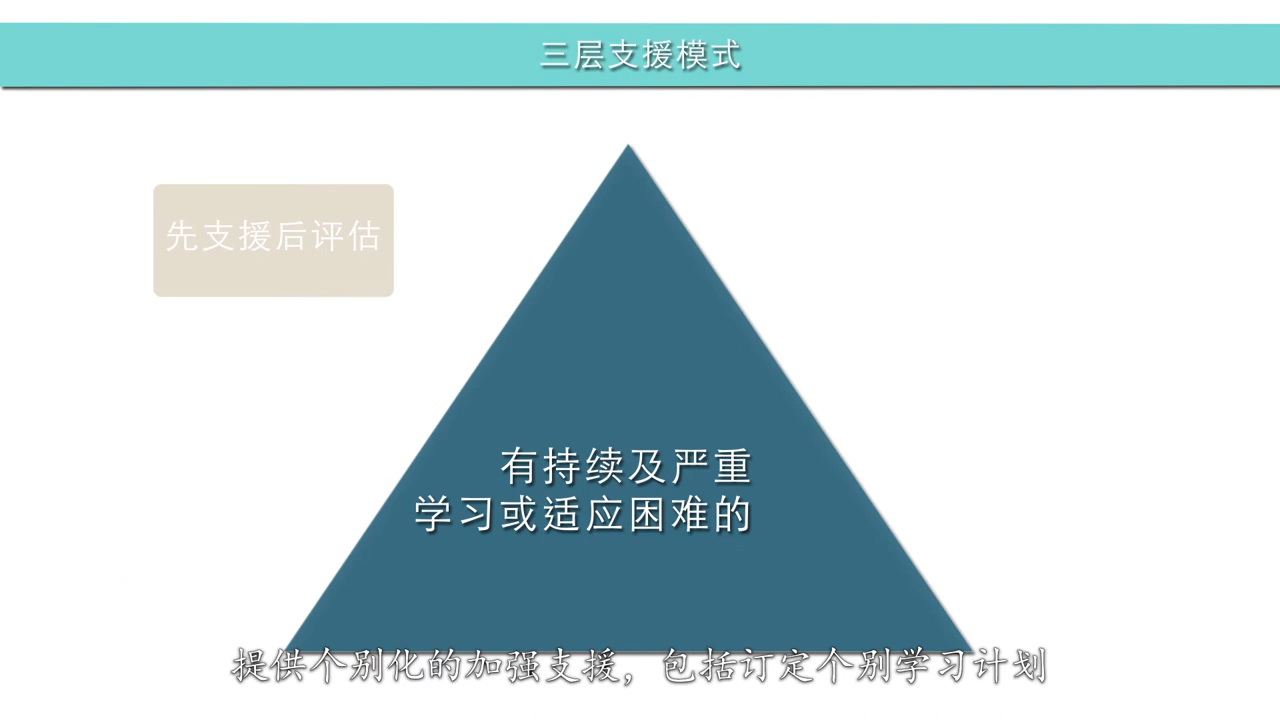 三层支援模式
先支援后评估
有持续及严重
学习或适应困难的
提供个别化的加强支援，包括订定个别学习计划